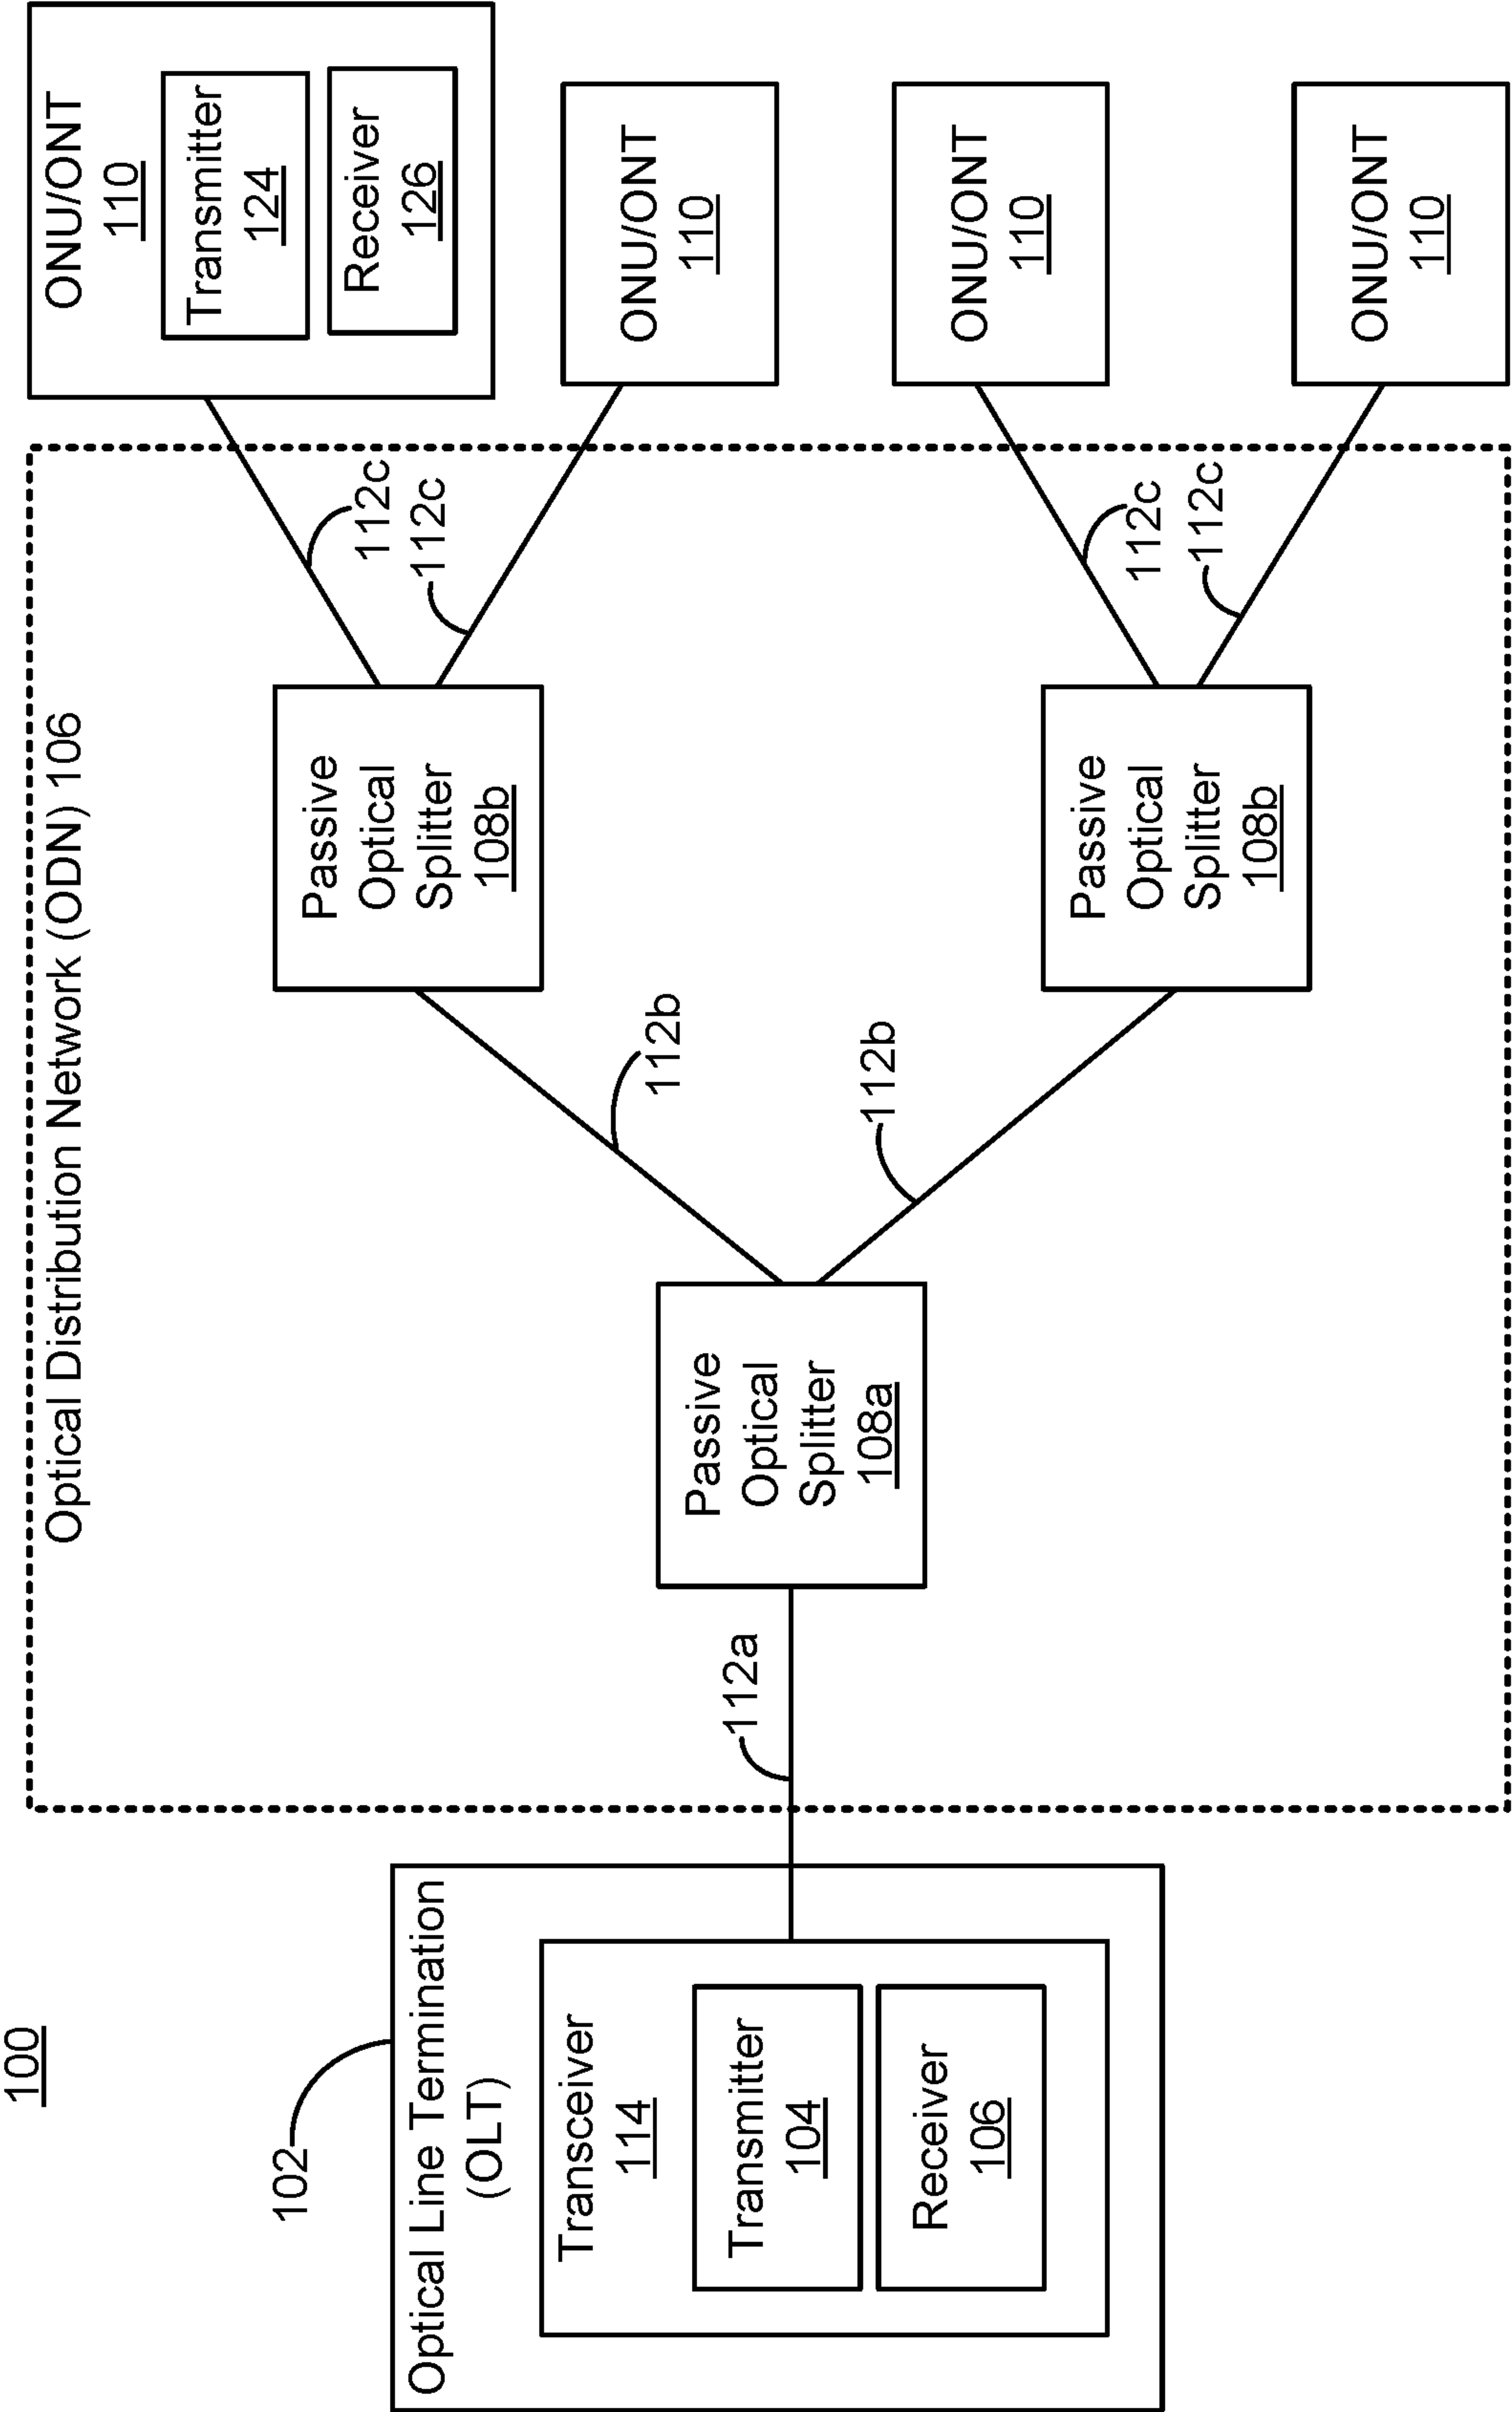 100
102
Optical Line Termination
(OLT)
Transceiver
114
Transmitter
104
Receiver
106
112a
Optical Distribution Network (ODN) 106
Passive
Optical
Splitter
108a
112b
112b
Passive
Optical
Splitter
108b
Passive
Optical
Splitter
108b
112c
112c
112c
112c
ONU/ONT
110
Transmitter
124
Receiver
126
ONU/ONT
110
ONU/ONT
110
ONU/ONT
110